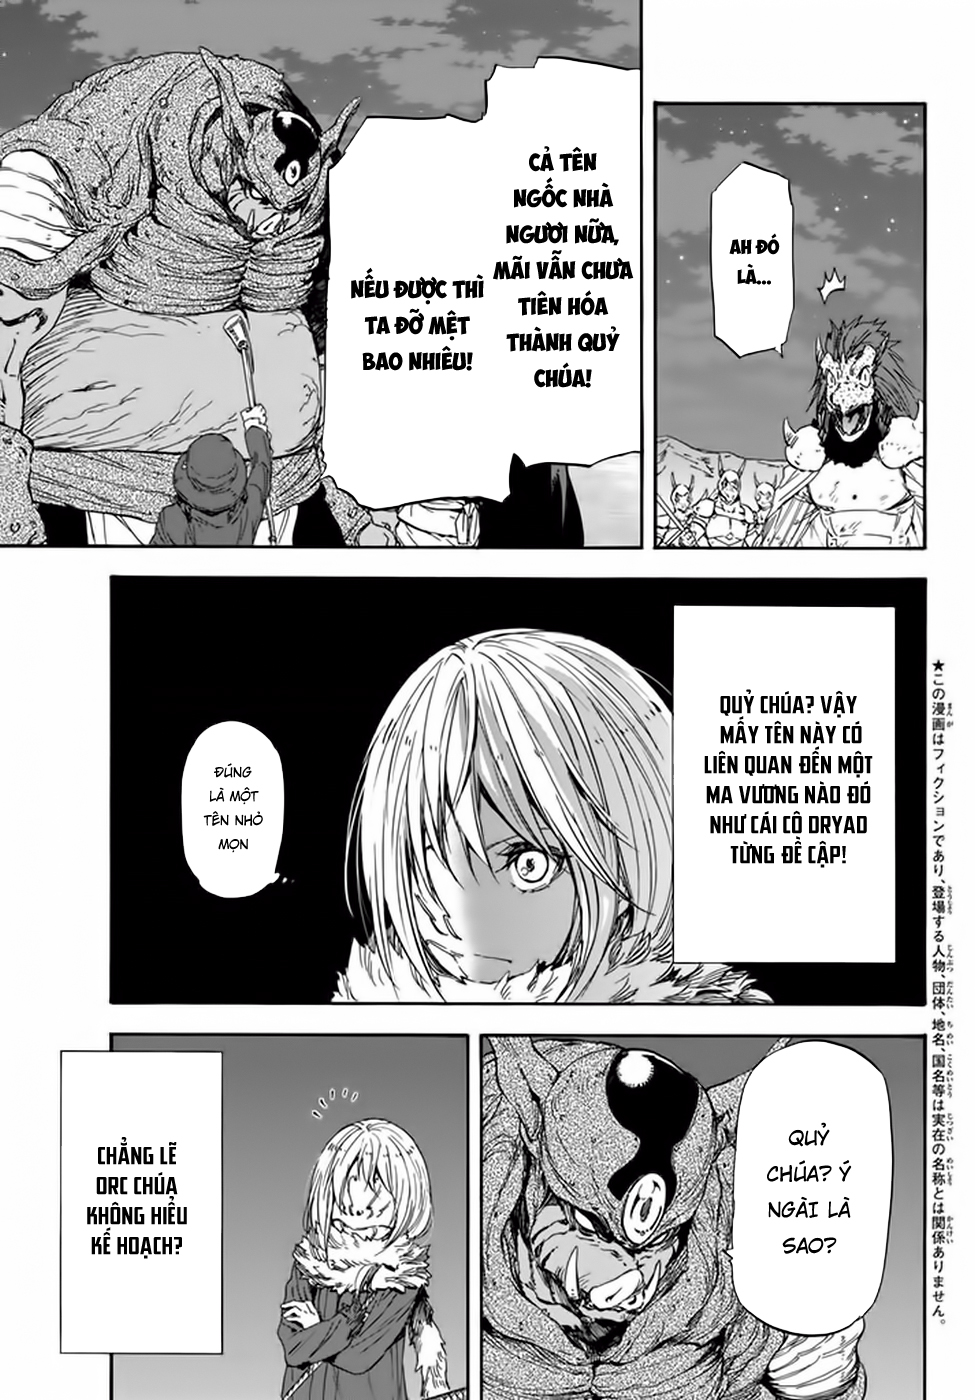 AH ĐÓ
LÀ...
CẢ TÊN
NGỐC NHÀ
NGƯƠI NỮA,
MÃI VẪN CHƯA
TIÊN HÓA
THÀNH QUỶ
CHÚA!
NẾU ĐƯỢC THÌ
TA ĐỠ MỆT
BAO NHIÊU!
QUỶ CHÚA? VẬY
MẤY TÊN NÀY CÓ
LIÊN QUAN ĐẾN MỘT
MA VƯƠNG NÀO ĐÓ
NHƯ CÁI CÔ DRYAD
TỪNG ĐỀ CẬP!
ĐÚNG
LÀ MỘT
TÊN NHỎ
MỌN
QUỶ
CHÚA? Ý
NGÀI LÀ
SAO?
CHẲNG LẼ
ORC CHÚA
KHÔNG HIỂU
KẾ HOẠCH?
★この漫画はフィクションであり、登場する人物、団体、地名、国名等は実在の名称とは関係ありません。